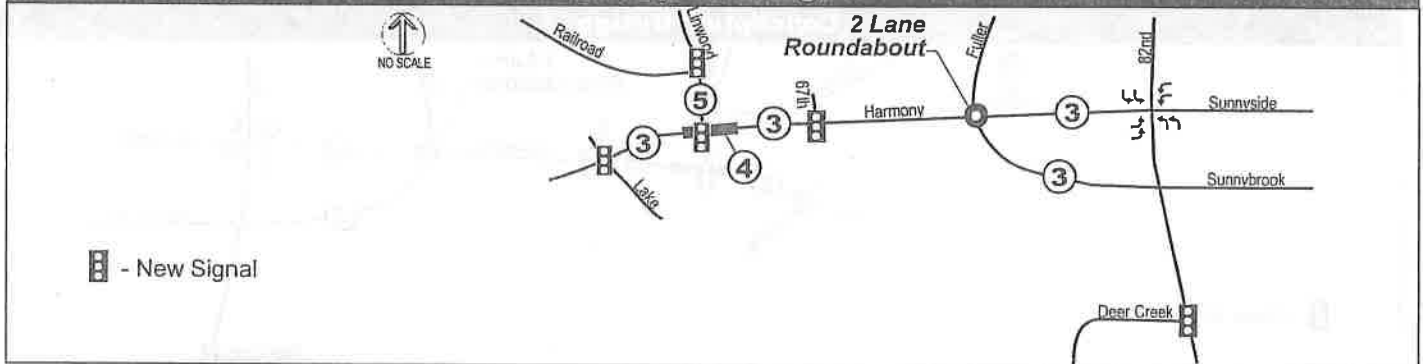 NO SCALE
Railroad
Linwood
2 Lane
Roundabout
Fuller
82nd
67th
5
3
3
Harmony
3
Sunnyside
4
Lake
3
Sunnybrook
- New Signal
Deer Creek